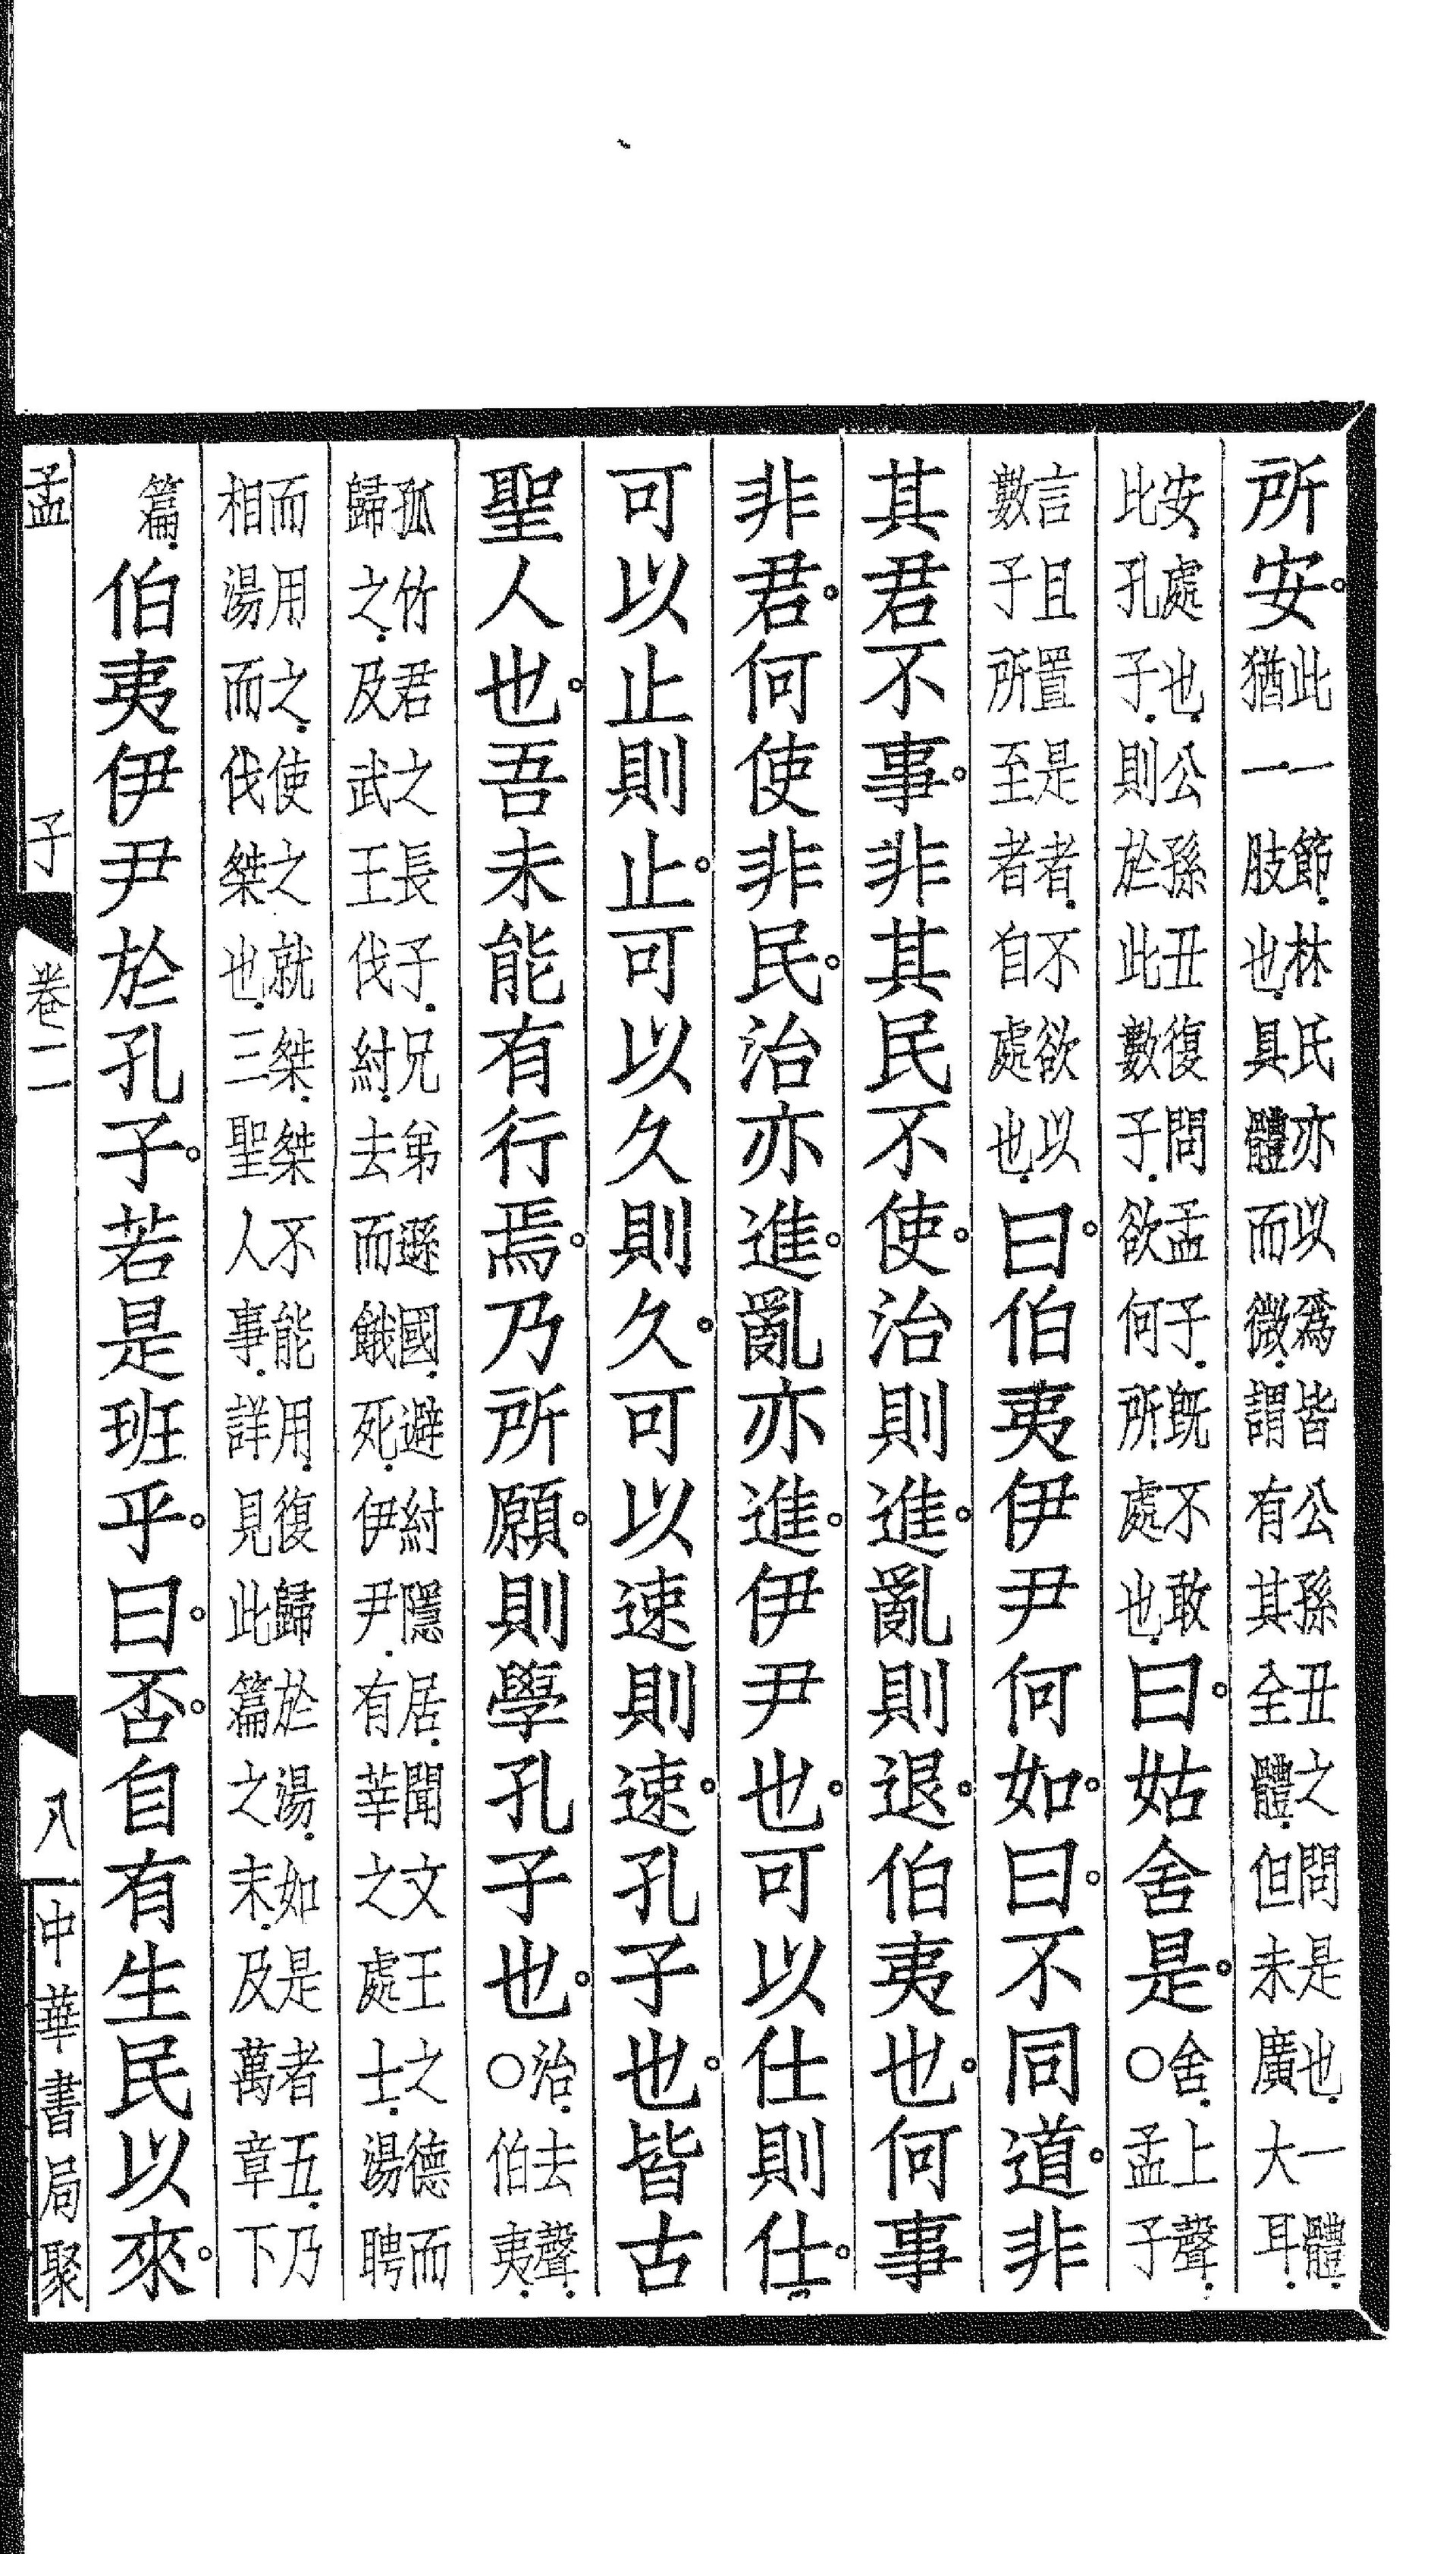 所安。此一節.林氏亦以爲皆公孫丑之問是也.一體.猶一肢也.具體而微.謂有其全體.但未廣大耳.
安.處也.公孫丑復問孟子.既不敢比孔子.則於此數子.欲何所處也.曰。姑舍是。舍.上聲.○孟子
言且置是者.不欲以數子所至者自處也.曰。伯夷伊尹何如。曰。不同道。非
其君不事。非其民不使。治則進。亂則退。伯夷也。何事
非君。何使非民。治亦進。亂亦進。伊尹也。可以仕則仕。
可以止則止。可以久則久。可以速則速。孔子也。皆古
聖人也。吾未能有行焉。乃所願。則學孔子也。治.去聲.○伯夷.
孤竹君之長子.兄弟遜國.避紂隱居.聞文王之德而歸之.及武王伐紂.去而餓死.伊尹.有莘之處士.湯聘
而用之.使之就桀.桀不能用.復歸於湯.如是者五.乃相湯而伐桀也.三聖人事.詳見此篇之末.及萬章下
篇.伯夷伊尹於孔子。若是班乎。曰。否。自有生民以來。
孟子 卷二 八 中華書局聚